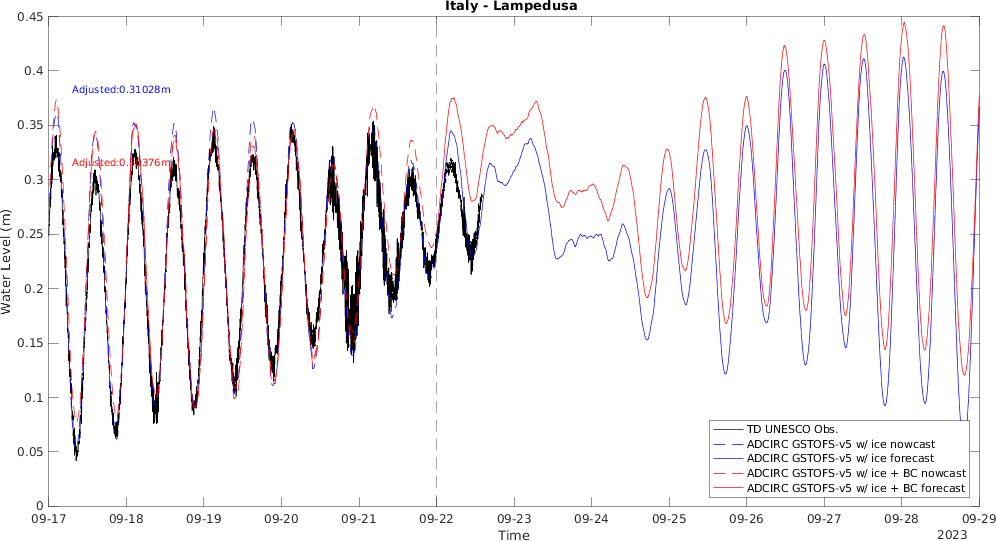 Italy - Lampedusa
0.45
0.4
0.35
0.3
0.25
0.2
0.15
0.1
0.05
0
Water Level (m)
Adjusted:0.31028m
TD UNESCO Obs.
ADCIRC GSTOFS-v5 w/ ice nowcast
ADCIRC GSTOFS-v5 w/ ice forecast
ADCIRC GSTOFS-v5 w/ ice + BC nowcast
ADCIRC GSTOFS-v5 w/ ice + BC forecast
09-17 09-18 09-19 09-20 09-21 09-22 09-23 09-24 09-25 09-26 09-27 09-28 09-29
Time
2023